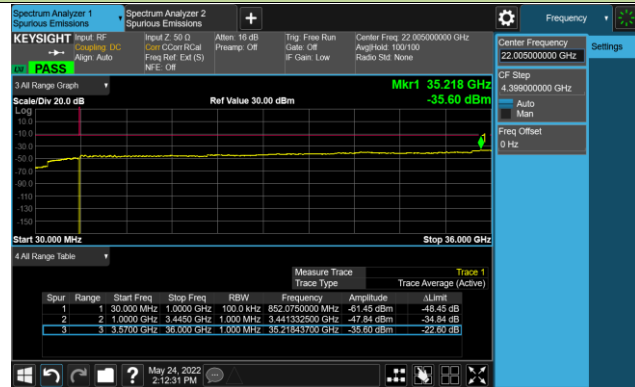 Spectrum Analyzer 1
Spurious Emissions
Spectrum Analyzer 2
Spurious Emissions
+
Frequency
KEYSIGHT
Input: RF
Coupling: DC
Align: Auto
Input Z: 50 Ω
Corr CCorr RCal
Freq Ref: Ext (S)
NFE: Off
Atten: 16 dB
Preamp: Off
Trig: Free Run
Gate: Off
IF Gain: Low
Center Freq: 22.005000000 GHz
Avg|Hold: 100/100
Radio Std: None
PASS
Center Frequency
22.005000000 GHz
Settings
CF Step
4.399000000 GHz
Auto
Man
Freq Offset
0 Hz
3 All Range Graph
Mkr1 35.218 GHz
Scale/Div 20.0 dB
Ref Value 30.00 dBm
-35.60 dBm
Log
10.0
-10.0
-30.0
-50.0
-70.0
-90.0
-110
-130
-150
Start 30.000 MHz
Stop 36.000 GHz
4 All Range Table
Measure Trace Trace 1
Trace Type Trace Average (Active)
Spur Range Start Freq Stop Freq RBW Frequency Amplitude ΔLimit
1 1 30.000 MHz 1.0000 GHz 100.0 kHz 852.0750000 MHz -61.45 dBm -48.45 dB
2 2 1.0000 GHz 3.4450 GHz 1.000 MHz 3.441332500 GHz -47.84 dBm -34.84 dB
3 3 3.5700 GHz 36.000 GHz 1.000 MHz 35.21843700 GHz -35.60 dBm -22.60 dB
?
May 24, 2022
2:12:31 PM